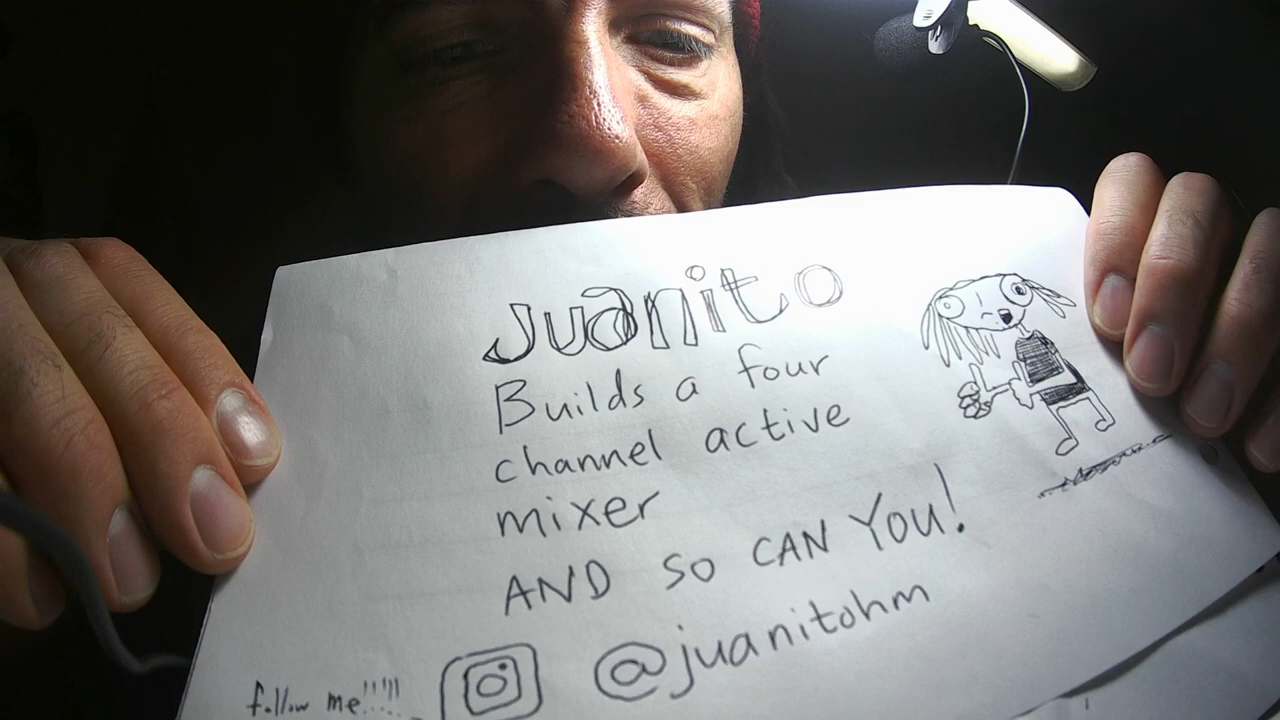 Juanito
Builds a four
channel active
mixer
AND SO CAN YOU!
@juanitohm
follow me!!!!!